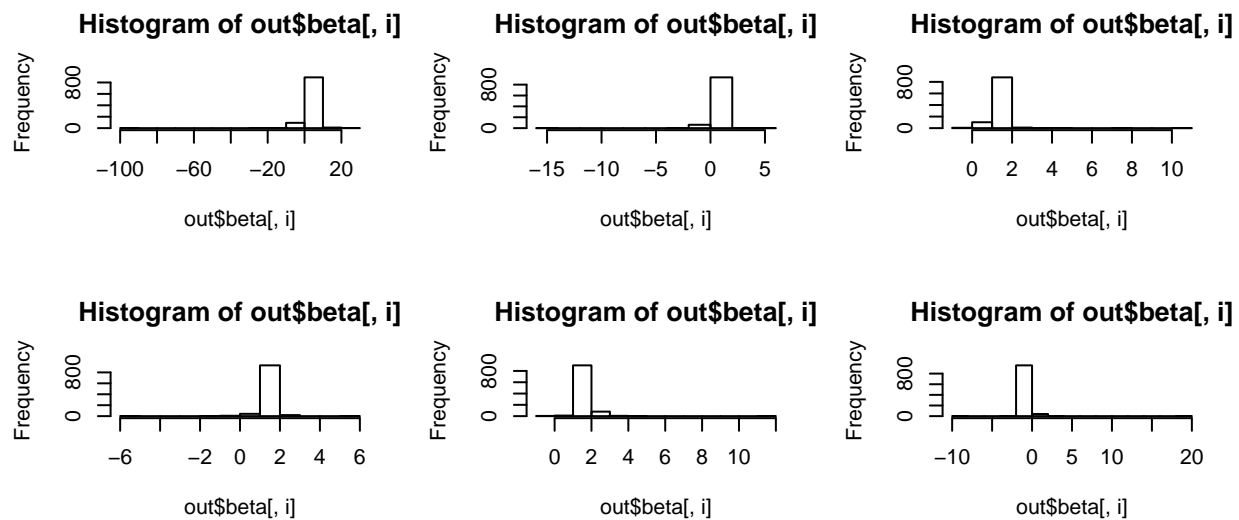 Histogram of out$beta[, i]
Frequency
0 800
−100 −60 −20 20
out$beta[, i]
Histogram of out$beta[, i]
Frequency
0 800
−15 −10 −5 0 5
out$beta[, i]
Histogram of out$beta[, i]
Frequency
0 800
0 2 4 6 8 10
out$beta[, i]
Histogram of out$beta[, i]
Frequency
0 800
−6 −2 0 2 4 6
out$beta[, i]
Histogram of out$beta[, i]
Frequency
0 800
0 2 4 6 8 10
out$beta[, i]
Histogram of out$beta[, i]
Frequency
0 800
−10 0 5 10 20
out$beta[, i]